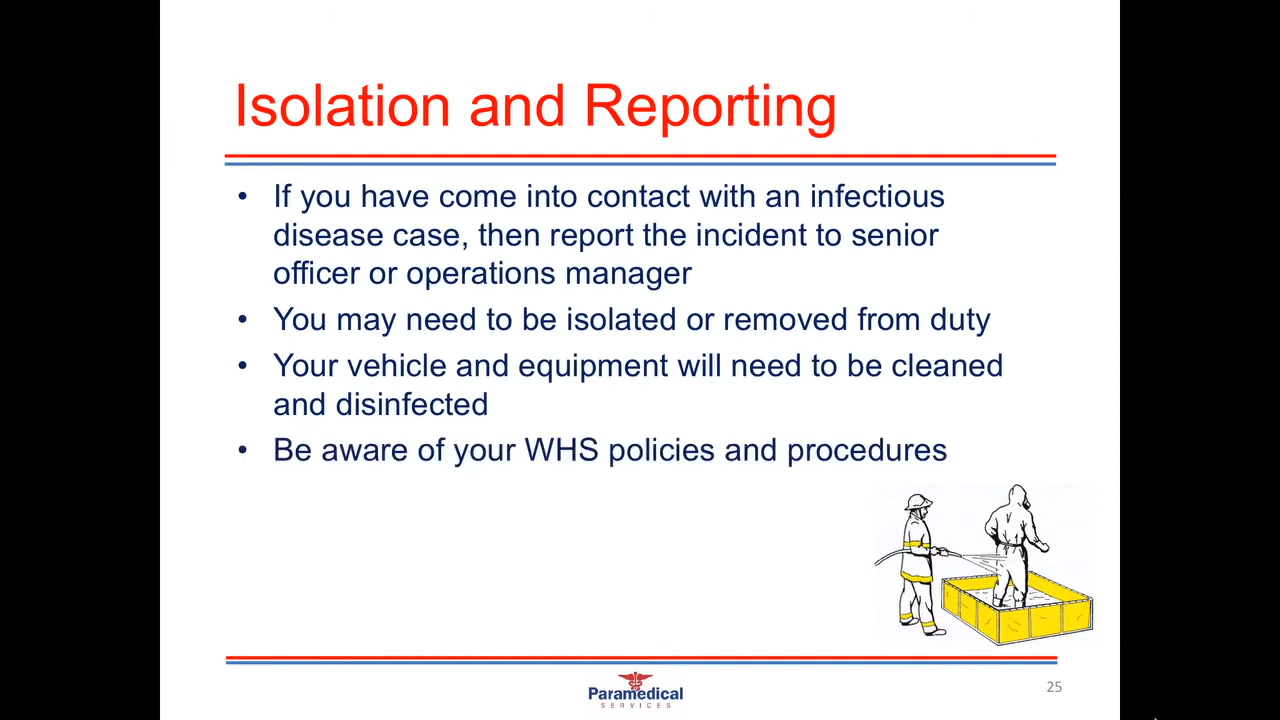 Isolation and Reporting
• If you have come into contact with an infectious
disease case, then report the incident to senior
officer or operations manager
• You may need to be isolated or removed from duty
• Your vehicle and equipment will need to be cleaned
and disinfected
• Be aware of your WHS policies and procedures
Paramedical
SERVICES
25